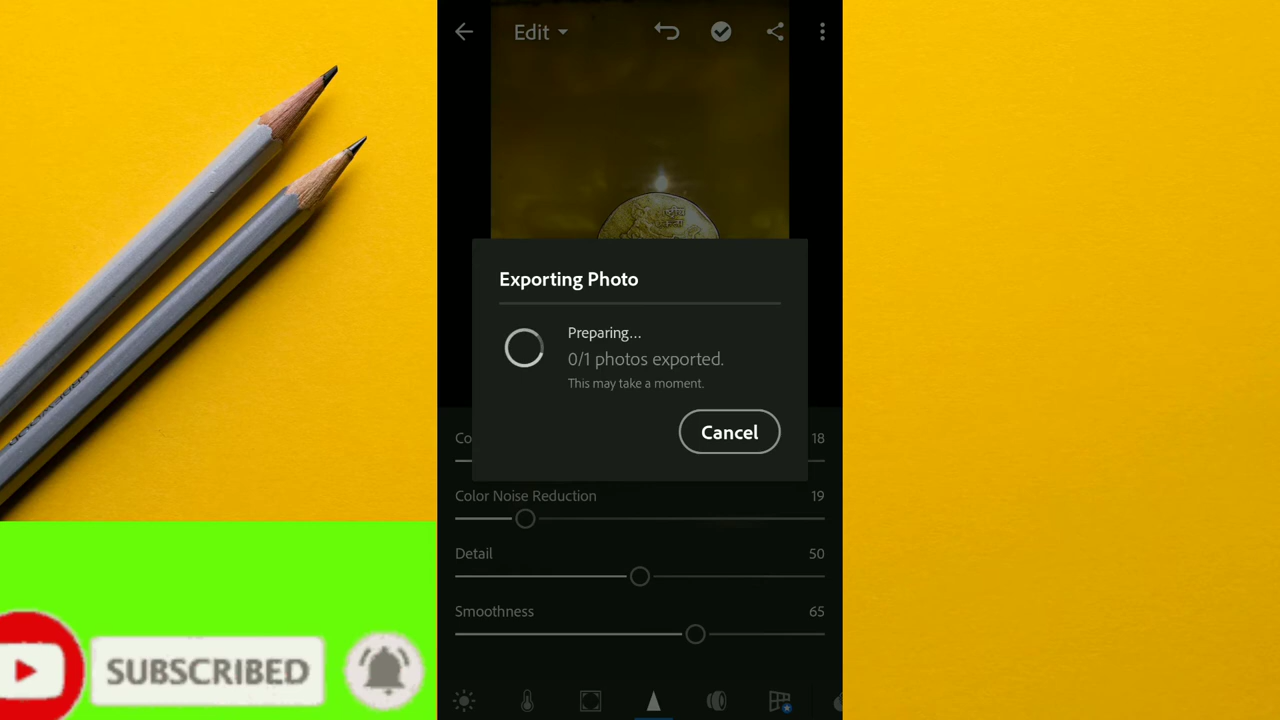 Edit
Exporting Photo
Preparing...
0/1 photos exported.
This may take a moment.
Cancel
Co
18
Color Noise Reduction
19
Detail
50
Smoothness
65
SUBSCRIBED